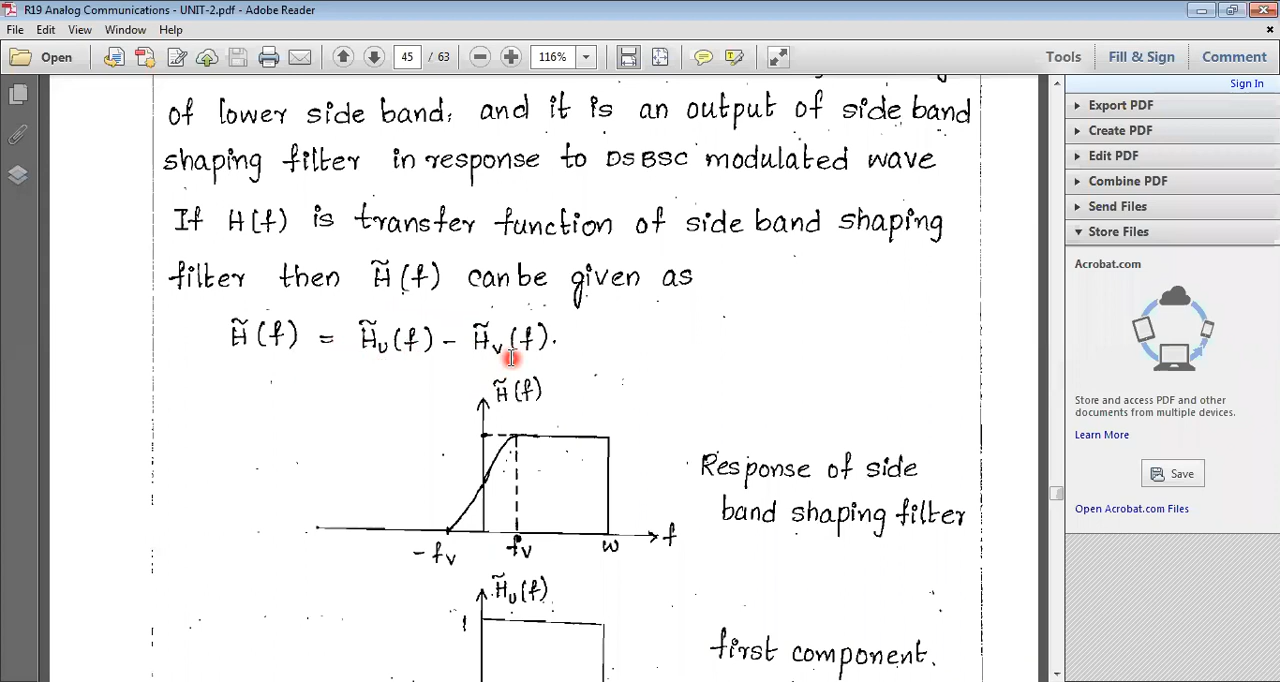 R19 Analog Communications - UNIT-2.pdf - Adobe Reader
File Edit View Window Help
Open 45 / 63 116% Tools Fill & Sign Comment
Sign In
Export PDF
Create PDF
Edit PDF
Combine PDF
Send Files
Store Files
Acrobat.com
Store and access PDF and other
documents from multiple devices.
Learn More
Save
Open Acrobat.com Files
of lower side band, and it is an output of side band
shaping filter in response to DSBSC modulated wave
If H(f) is transfer function of side band shaping
filter then H̃(f) can be given as
H̃(f) = H̃U(f) - H̃V(f).
H̃(f)
Response of side
band shaping filter
-fV fV W f
H̃U(f)
1
first component.